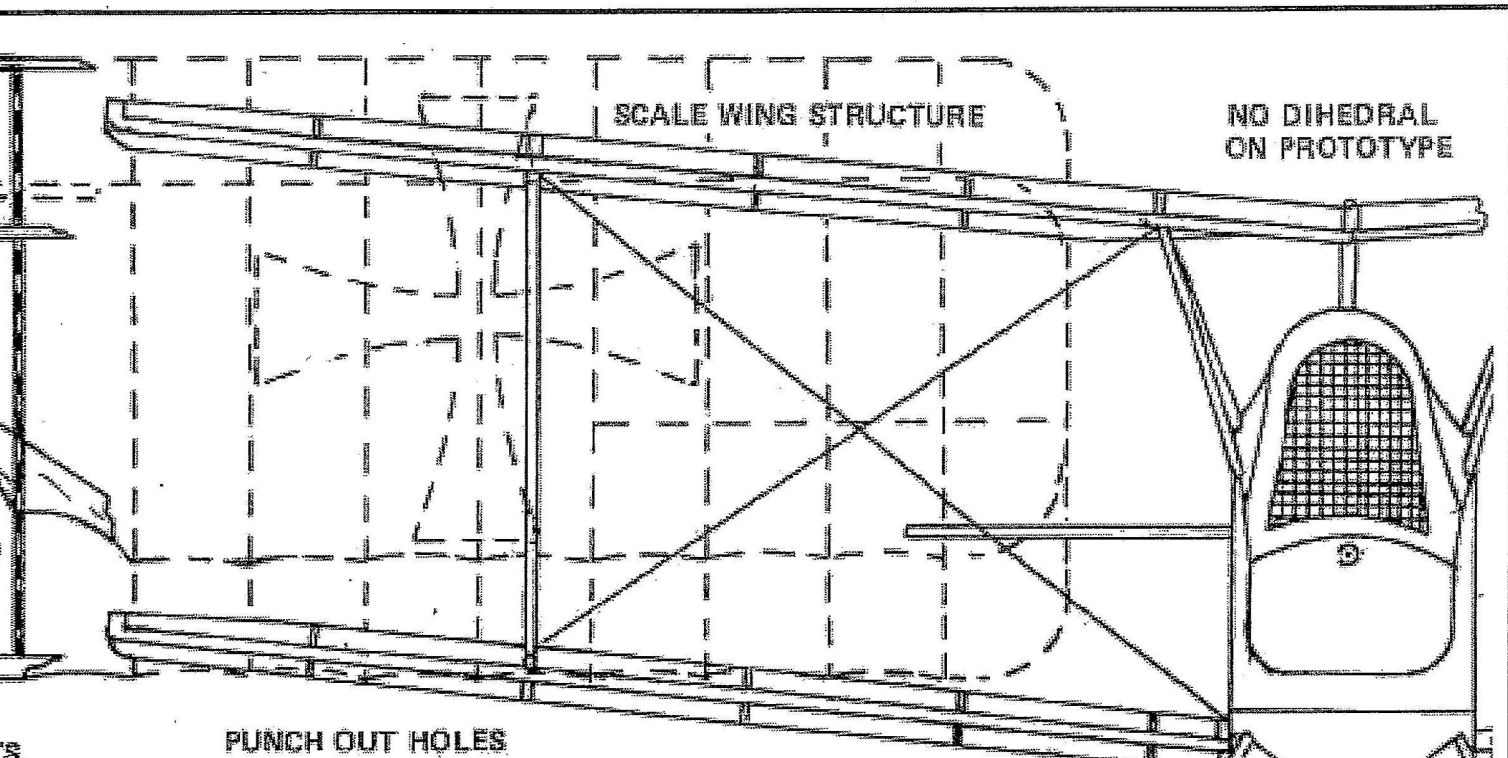 SCALE WING STRUCTURE
NO DIHEDRAL
ON PROTOTYPE
PUNCH OUT HOLES